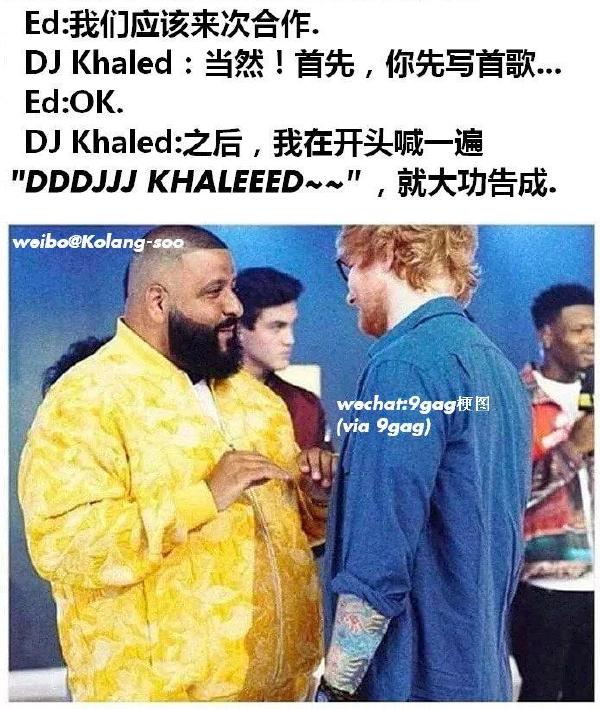 Ed:我们应该来次合作.
DJ Khaled：当然！首先，你先写首歌...
Ed:OK.
DJ Khaled:之后，我在开头喊一遍
"DDDJJJ KHALEEED~~"，就大功告成.
weibo@Kolang-soo
wechat:9gag梗图
(via 9gag)